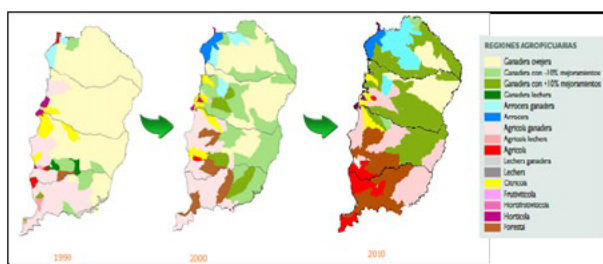 REGIONES AGROPECUARIAS
Ganadera ovejera
Ganadera con -10% mejoramientos
Ganadera con +10% mejoramientos
Ganadera lechera
Arrocera ganadera
Arrocera
Agrícola ganadera
Agrícola lechera
Agrícola
Lechera ganadera
Lechera
Citrícola
Frutivitícola
Hortifrutivitícola
Hortícola
Forestal
1990
2000
2010